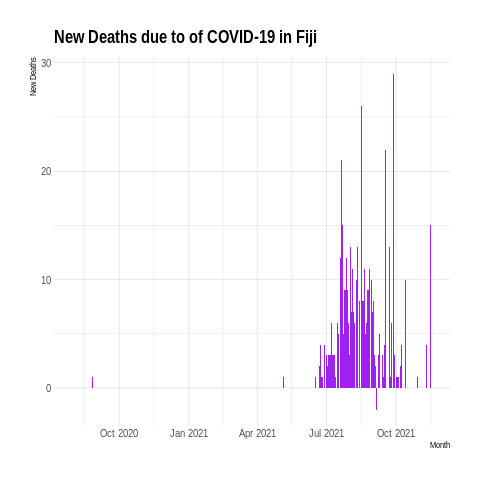 New Deaths due to of COVID-19 in Fiji
New Deaths
30
20
10
0
Oct 2020 Jan 2021 Apr 2021 Jul 2021 Oct 2021
Month